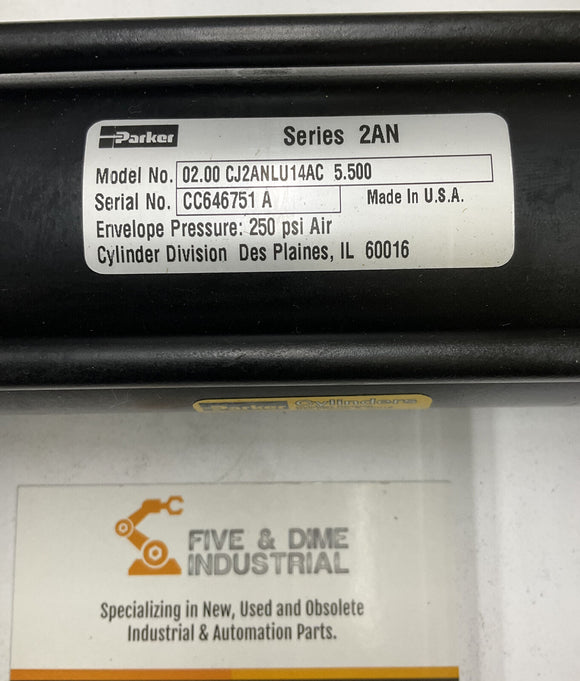 Parker Series 2AN
Model No. 02.00 CJ2ANLU14AC 5.500
Serial No. CC646751 A Made In U.S.A.
Envelope Pressure: 250 psi Air
Cylinder Division Des Plaines, IL 60016
Parker Cylinders
FIVE & DIME
INDUSTRIAL
Specializing in New, Used and Obsolete
Industrial & Automation Parts.